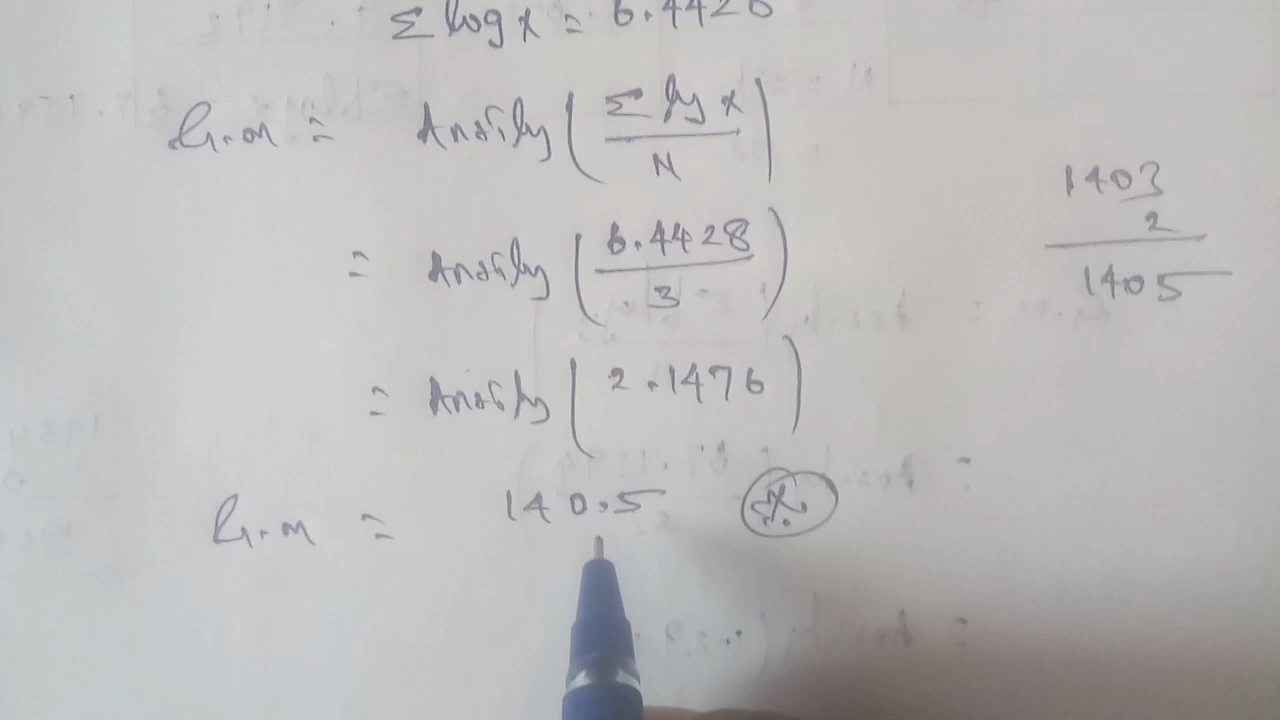 Σ log x = 6.4428
G.M = Antilog ( Σ log x / N )
= Antilog ( 6.4428 / 3 )
= Antilog ( 2.1476 )
G.M = 140.5
1403
2
1405